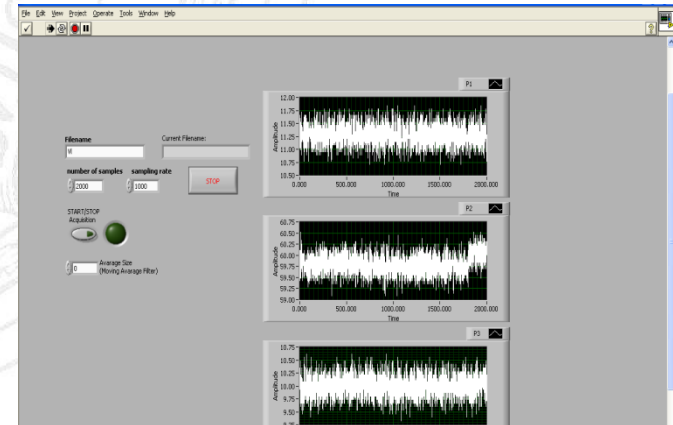 File Edit View Project Operate Tools Window Help
P1
12.00
11.75
11.50
11.25
11.00
10.75
10.50
Amplitude
0.000 500.000 1000.000 1500.000 2000.000
Time
Filename
Current Filename:
number of samples sampling rate
2000 1000
STOP
START/STOP
Acquisition
0
Avarage Size
(Moving Avarage Filter)
P2
60.75
60.50
60.25
60.00
59.75
59.50
59.25
59.00
Amplitude
0.000 500.000 1000.000 1500.000 2000.000
Time
P3
10.75
10.50
10.25
10.00
9.75
9.50
9.25
Amplitude